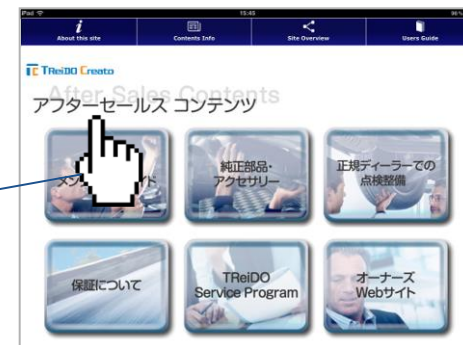 iPad
15:45
96%
About this site
Contents Info
Site Overview
Users Guide
TReiDO Creato
After Sales Contents
アフターセールス コンテンツ
純正部品・
アクセサリー
正規ディーラーでの
点検整備
保証について
TReiDO
Service Program
オーナーズ
Webサイト